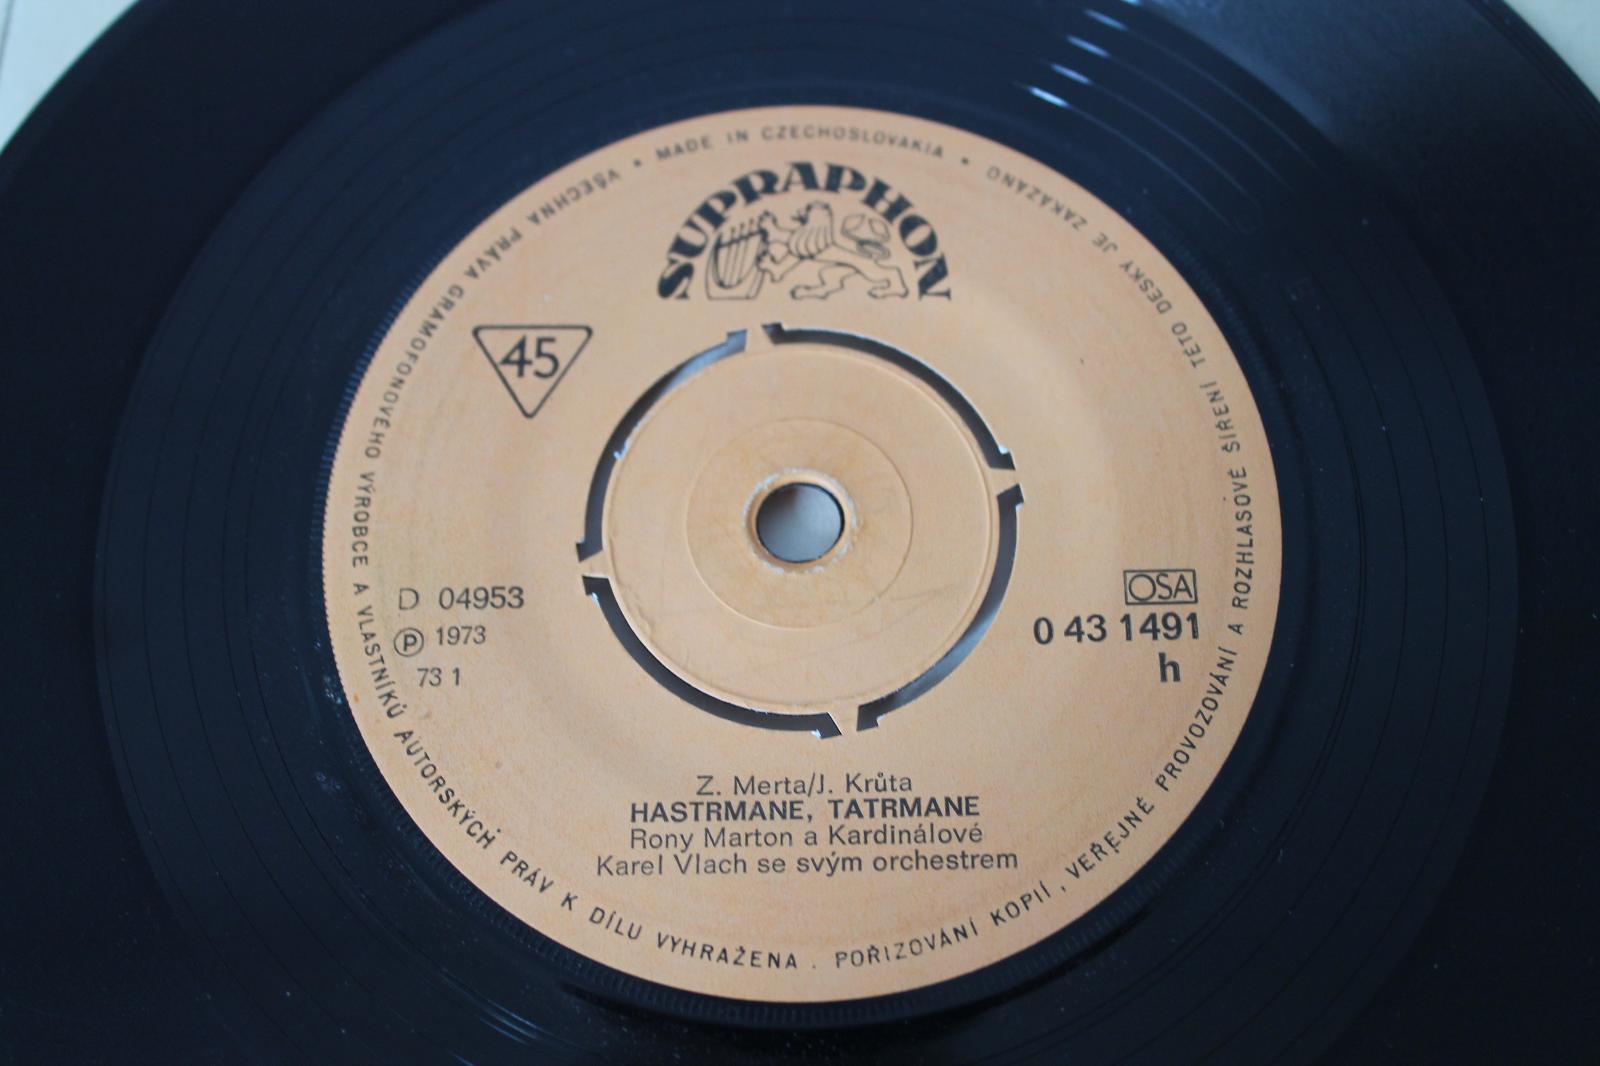 SUPRAPHON
45
D 04953
Ⓟ 1973
73 1
OSA
0 43 1491
h
Z. Merta/J. Krůta
HASTRMANE, TATRMANE
Rony Marton a Kardinálové
Karel Vlach se svým orchestrem
• MADE IN CZECHOSLOVAKIA •
VŠECHNA PRÁVA GRAMOFONOVÉHO VÝROBCE A VLASTNÍKŮ AUTORSKÝCH PRÁV K DÍLU VYHRAŽENA . POŘIZOVÁNÍ KOPIÍ , VEŘEJNÉ PROVOZOVÁNÍ A ROZHLASOVÉ ŠÍŘENÍ TÉTO DESKY JE ZAKÁZÁNO